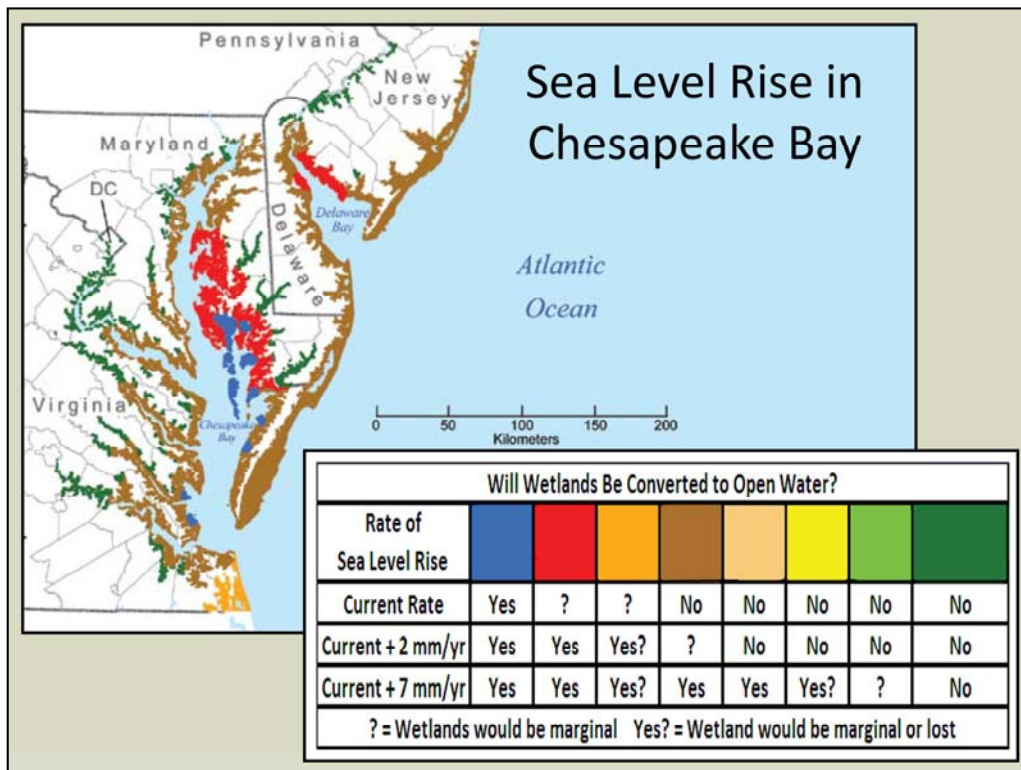 Sea Level Rise in
Chesapeake Bay
Pennsylvania
New
Jersey
Maryland
DC
Delaware
Bay
Delaware
Atlantic
Ocean
Virginia
Chesapeake
Bay
0 50 100 150 200
Kilometers
Will Wetlands Be Converted to Open Water?
Rate of
Sea Level Rise
Current Rate Yes ? ? No No No No No
Current + 2 mm/yr Yes Yes Yes? ? No No No No
Current + 7 mm/yr Yes Yes Yes? Yes Yes Yes? ? No
? = Wetlands would be marginal Yes? = Wetland would be marginal or lost